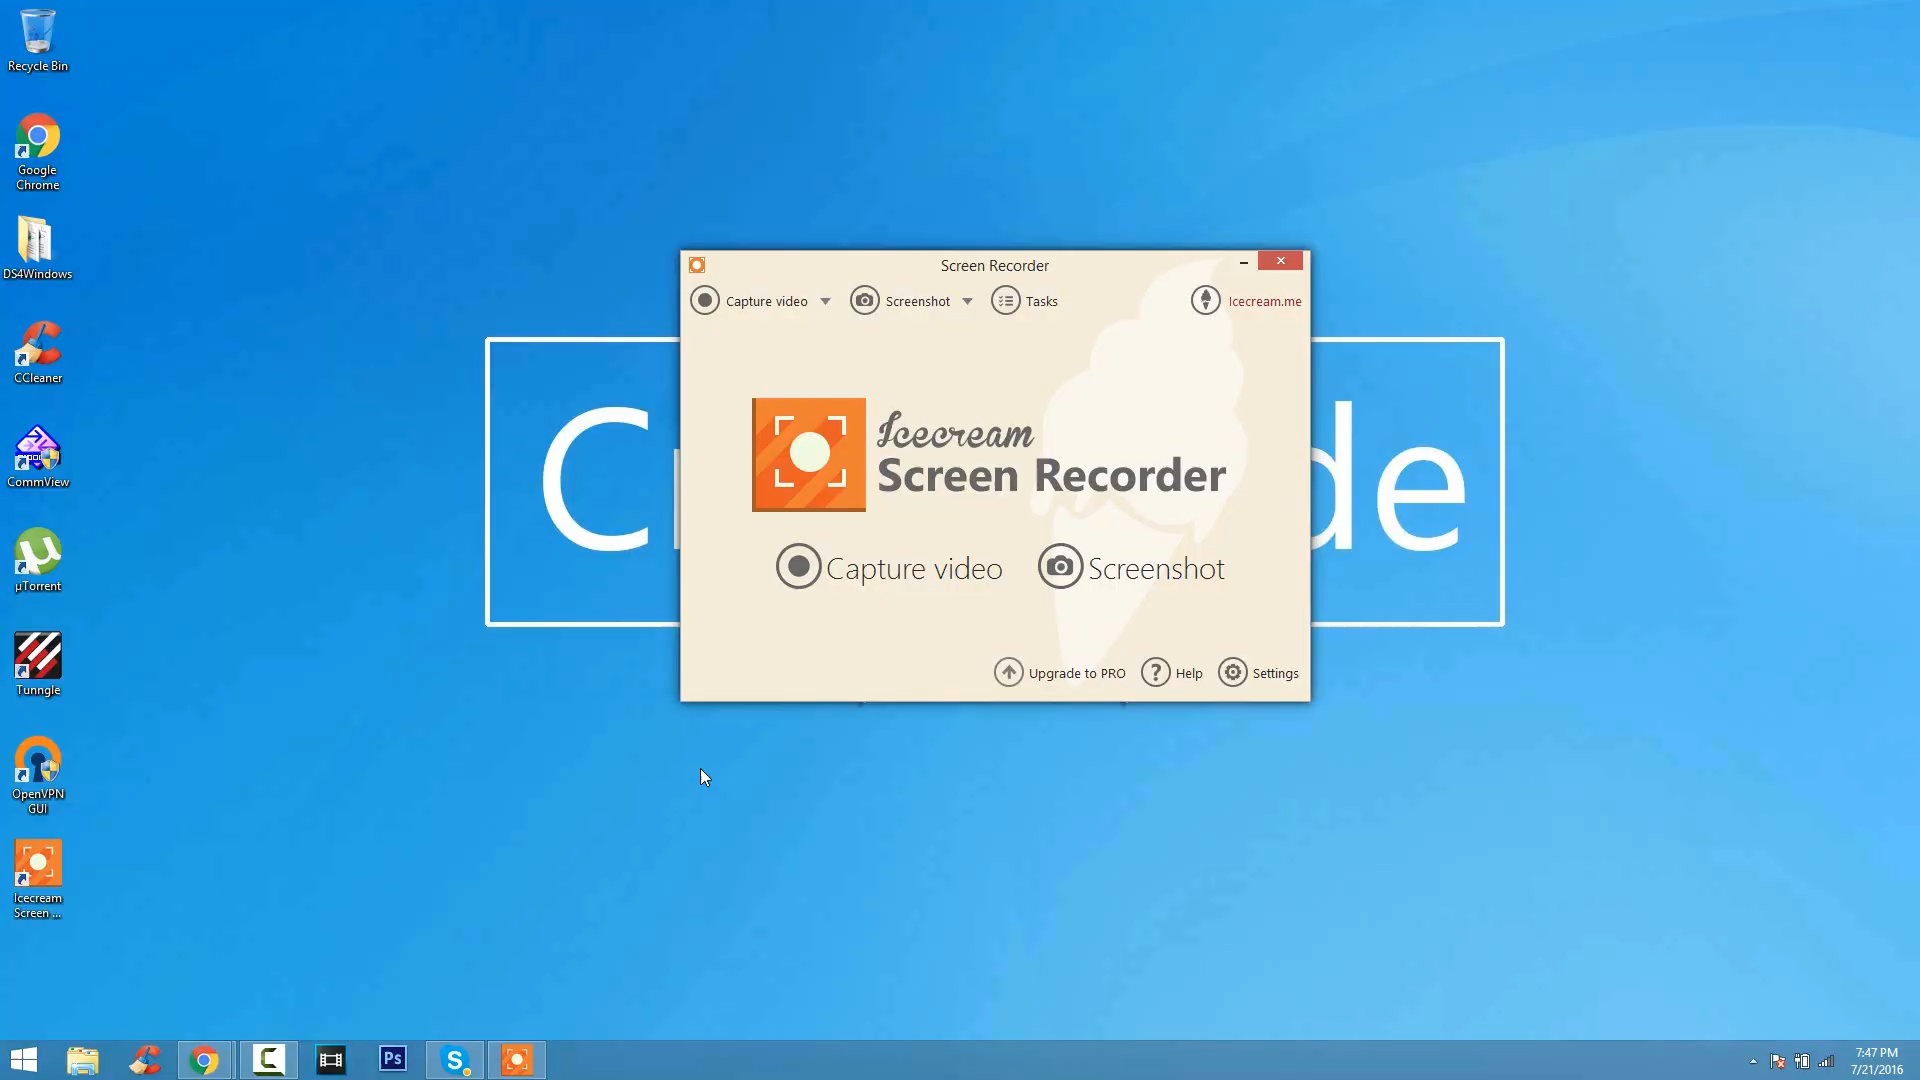 Recycle Bin
Google
Chrome
DS4Windows
CCleaner
CommView
µTorrent
Tunngle
OpenVPN
GUI
Icecream
Screen ...
Screen Recorder
Capture video
Screenshot
Tasks
Icecream.me
Icecream
Screen Recorder
Capture video
Screenshot
Upgrade to PRO
Help
Settings
C
de
Ps
7:47 PM
7/21/2016